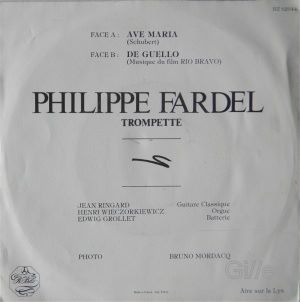 FACE A : AVE MARIA
(Schubert)
FACE B : DE GUELLO
(Musique du film RIO BRAVO)
PHILIPPE FARDEL
TROMPETTE
JEAN RINGARD Guitare Classique
HENRI WIECZORKIEWICZ Orgue
EDWIG GROLLET Batterie
PHOTO BRUNO MORDACQ
Aire sur la Lys